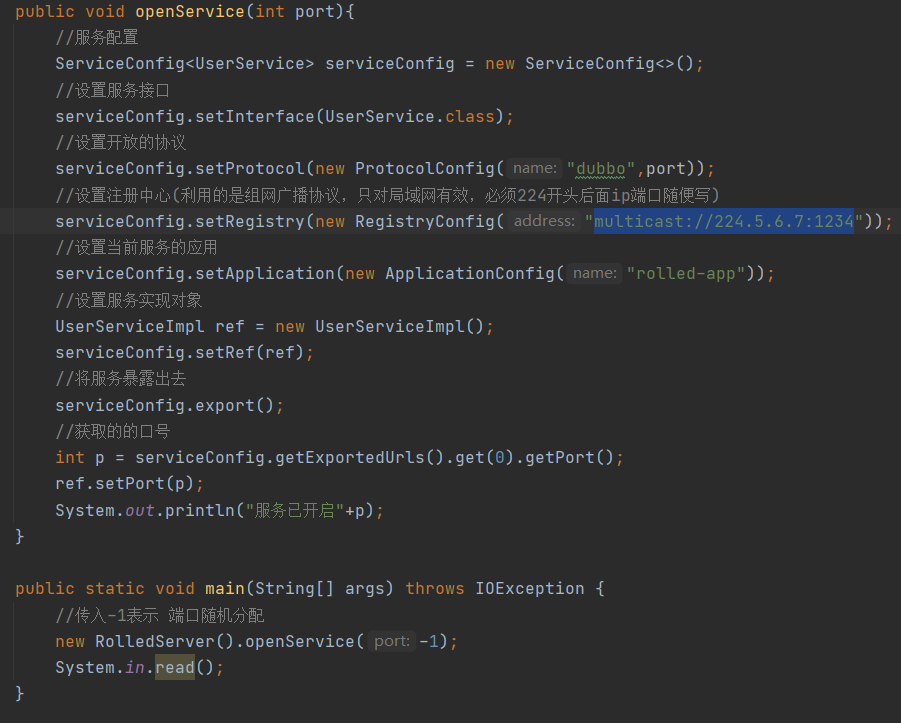 public void openService(int port){
//服务配置
ServiceConfig<UserService> serviceConfig = new ServiceConfig<>();
//设置服务接口
serviceConfig.setInterface(UserService.class);
//设置开放的协议
serviceConfig.setProtocol(new ProtocolConfig( name: "dubbo",port));
//设置注册中心(利用的是组网广播协议，只对局域网有效，必须224开头后面ip端口随便写)
serviceConfig.setRegistry(new RegistryConfig( address: "multicast://224.5.6.7:1234"));
//设置当前服务的应用
serviceConfig.setApplication(new ApplicationConfig( name: "rolled-app"));
//设置服务实现对象
UserServiceImpl ref = new UserServiceImpl();
serviceConfig.setRef(ref);
//将服务暴露出去
serviceConfig.export();
//获取的的口号
int p = serviceConfig.getExportedUrls().get(0).getPort();
ref.setPort(p);
System.out.println("服务已开启"+p);
}
public static void main(String[] args) throws IOException {
//传入-1表示 端口随机分配
new RolledServer().openService( port: -1);
System.in.read();
}